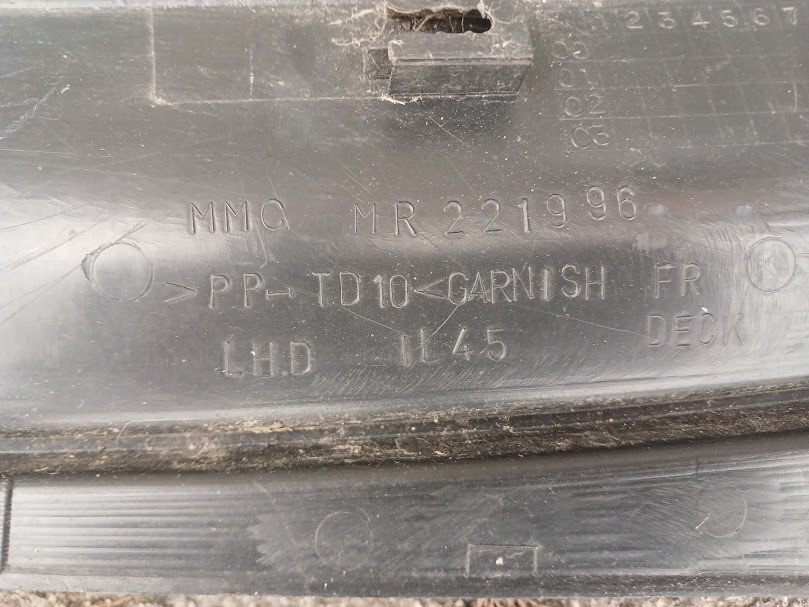 1 2 3 4 5 6 7
00
01
02
03
MMC MR221996
>PP-TD10<GARNISH FR
DECK
LH.D IL45